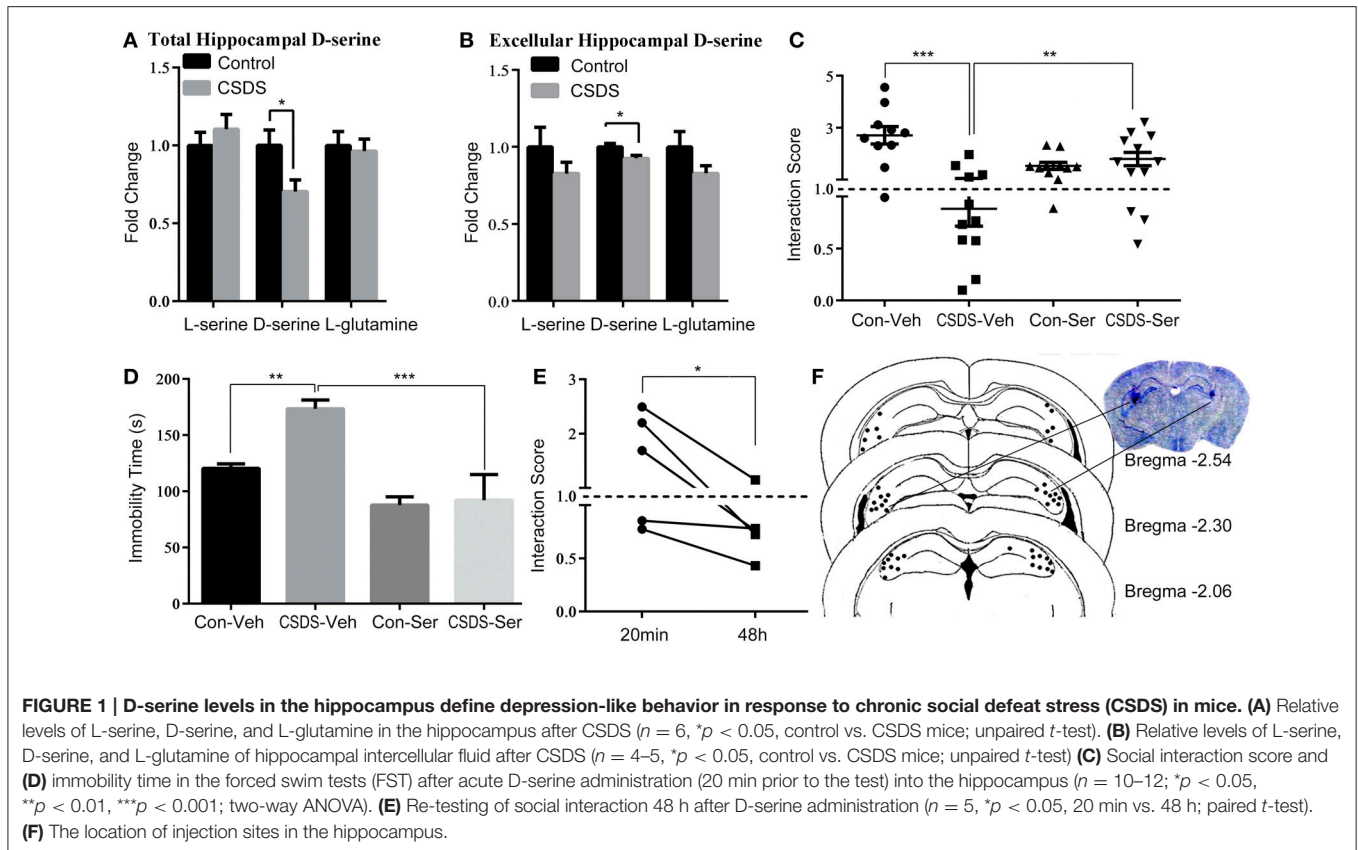 A Total Hippocampal D-serine
Control
CSDS
*
1.5
1.0
0.5
0.0
Fold Change
L-serine D-serine L-glutamine
B Excellular Hippocampal D-serine
Control
CSDS
*
1.5
1.0
0.5
0.0
Fold Change
L-serine D-serine L-glutamine
C
***
**
5
3
1.0
0.5
0.0
Interaction Score
Con-Veh CSDS-Veh Con-Ser CSDS-Ser
D
**
***
200
150
100
50
0
Immobility Time (s)
Con-Veh CSDS-Veh Con-Ser CSDS-Ser
E
*
3
2
1.0
0.5
0.0
Interaction Score
20min 48h
F
Bregma -2.54
Bregma -2.30
Bregma -2.06
FIGURE 1 | D-serine levels in the hippocampus define depression-like behavior in response to chronic social defeat stress (CSDS) in mice. (A) Relative
levels of L-serine, D-serine, and L-glutamine in the hippocampus after CSDS (n = 6, *p < 0.05, control vs. CSDS mice; unpaired t-test). (B) Relative levels of L-serine,
D-serine, and L-glutamine of hippocampal intercellular fluid after CSDS (n = 4–5, *p < 0.05, control vs. CSDS mice; unpaired t-test) (C) Social interaction score and
(D) immobility time in the forced swim tests (FST) after acute D-serine administration (20 min prior to the test) into the hippocampus (n = 10–12; *p < 0.05,
**p < 0.01, ***p < 0.001; two-way ANOVA). (E) Re-testing of social interaction 48 h after D-serine administration (n = 5, *p < 0.05, 20 min vs. 48 h; paired t-test).
(F) The location of injection sites in the hippocampus.